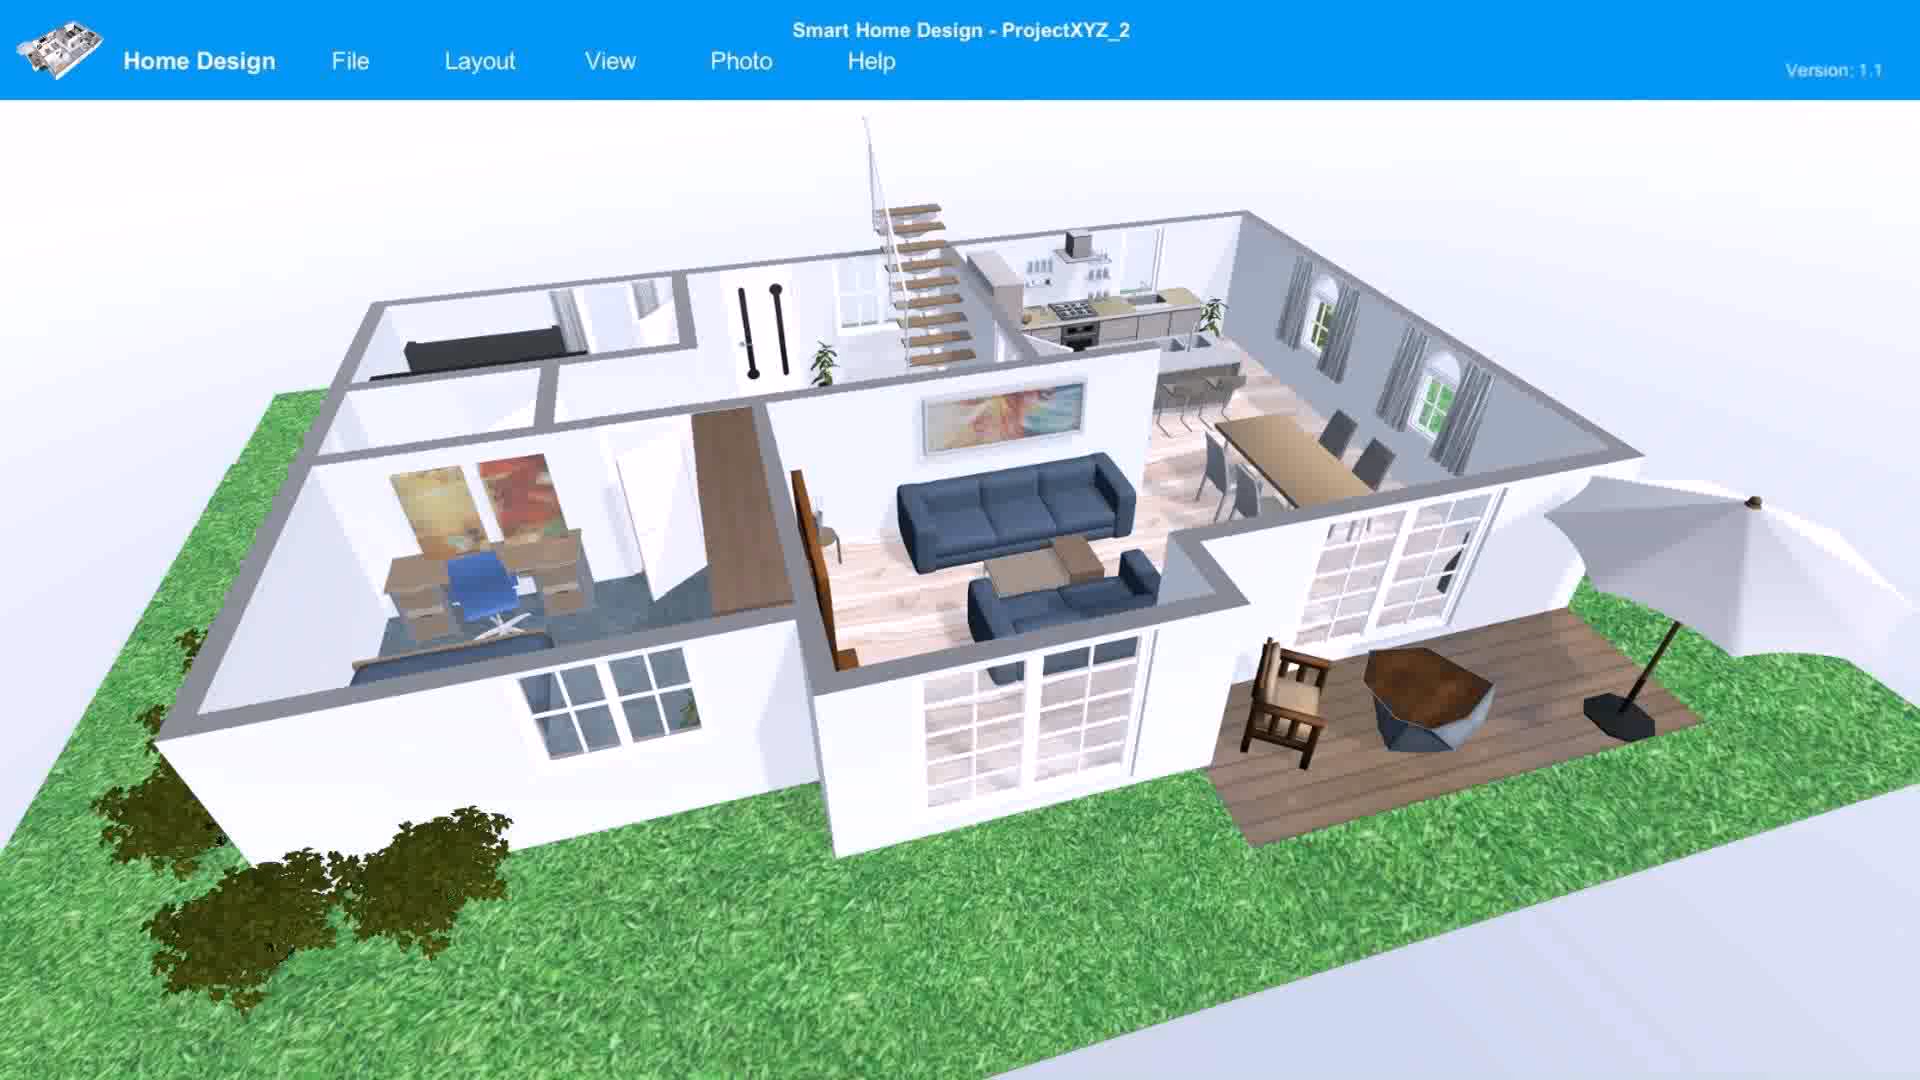 Smart Home Design - ProjectXYZ_2
Home Design File Layout View Photo Help
Version: 1.1